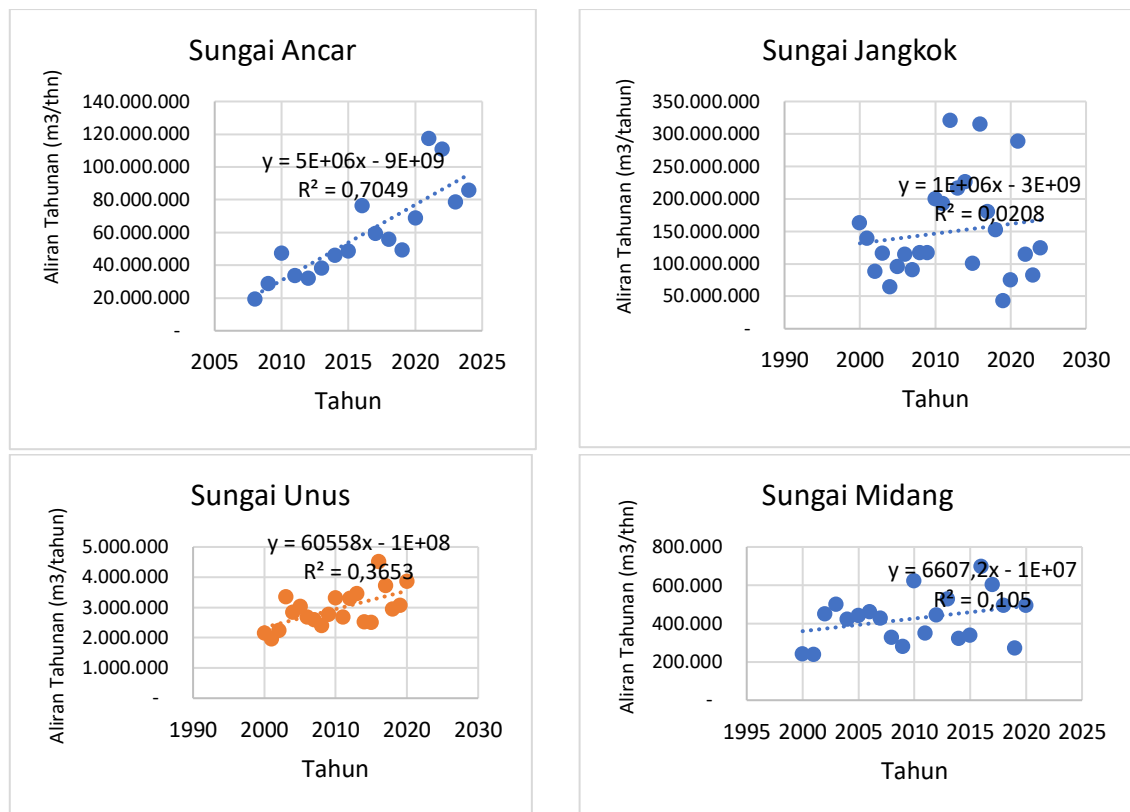 Sungai Ancar
Aliran Tahunan (m3/thn)
140.000.000
120.000.000
100.000.000
80.000.000
60.000.000
40.000.000
20.000.000
-
y = 5E+06x - 9E+09
R² = 0,7049
2005 2010 2015 2020 2025
Tahun
Sungai Jangkok
Aliran Tahunan (m3/tahun)
350.000.000
300.000.000
250.000.000
200.000.000
150.000.000
100.000.000
50.000.000
-
y = 1E+06x - 3E+09
R² = 0,0208
1990 2000 2010 2020 2030
Tahun
Sungai Unus
Aliran Tahunan (m3/tahun)
5.000.000
4.000.000
3.000.000
2.000.000
1.000.000
-
y = 60558x - 1E+08
R² = 0,3653
1990 2000 2010 2020 2030
Tahun
Sungai Midang
Aliran Tahunan (m3/thn)
800.000
600.000
400.000
200.000
-
y = 6607,2x - 1E+07
R² = 0,105
1995 2000 2005 2010 2015 2020 2025
Tahun